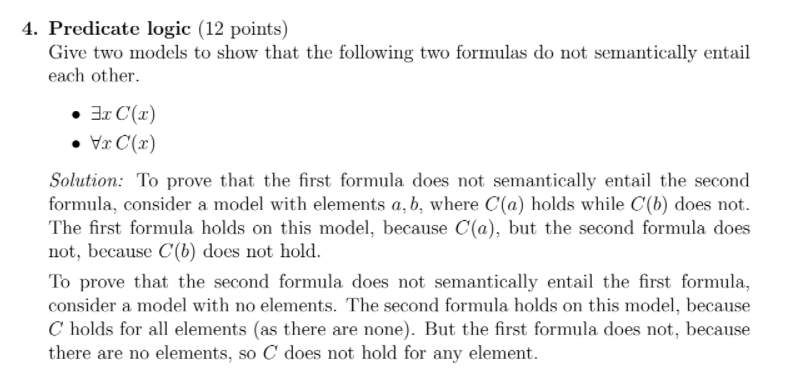 4. Predicate logic (12 points)
Give two models to show that the following two formulas do not semantically entail
each other.
• ∃x C(x)
• ∀x C(x)
Solution: To prove that the first formula does not semantically entail the second
formula, consider a model with elements a, b, where C(a) holds while C(b) does not.
The first formula holds on this model, because C(a), but the second formula does
not, because C(b) does not hold.
To prove that the second formula does not semantically entail the first formula,
consider a model with no elements. The second formula holds on this model, because
C holds for all elements (as there are none). But the first formula does not, because
there are no elements, so C does not hold for any element.